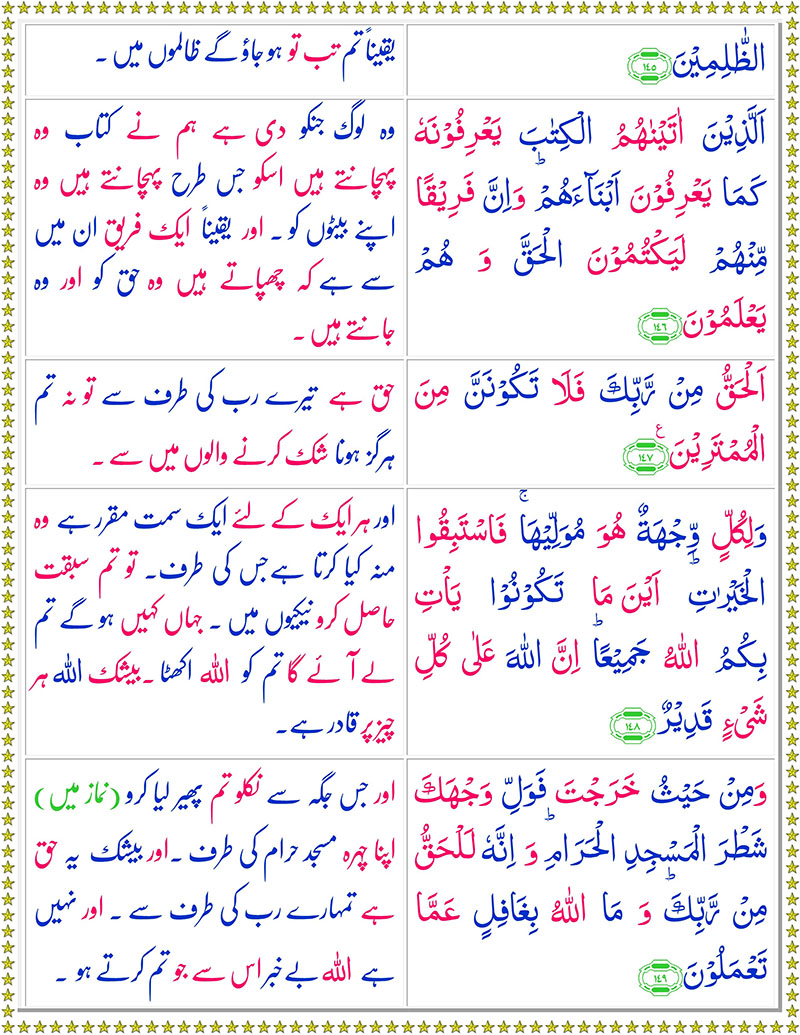 الظّٰلِمِيْنَ ﴿١٤٥﴾
یقیناً تم تب تو ہو جاؤ گے ظالموں میں ۔
اَلَّذِيْنَ اٰتَيْنٰهُمُ الْكِتٰبَ يَعْرِفُوْنَهٗ
كَمَا يَعْرِفُوْنَ اَبْنَآءَهُمْ ؕ وَاِنَّ فَرِيْقًا
مِّنْهُمْ لَيَكْتُمُوْنَ الْحَقَّ وَ هُمْ
يَعْلَمُوْنَ ﴿١٤٦﴾
وہ لوگ جنکو دی ہے ہم نے کتاب وہ
پہچانتے ہیں اسکو جس طرح پہچانتے ہیں وہ
اپنے بیٹوں کو ۔ اور یقیناً ایک فریق ان میں
سے ہے کہ چھپاتے ہیں وہ حق کو اور وہ
جانتے ہیں ۔
اَلْحَقُّ مِنْ رَّبِّكَ فَلَا تَكُوْنَنَّ مِنَ
الْمُمْتَرِيْنَ ۧ ﴿١٤٧﴾
حق ہے تیرے رب کی طرف سے تو نہ تم
ہرگز ہونا شک کرنے والوں میں سے ۔
وَلِكُلٍّ وِّجْهَةٌ هُوَ مُوَلِّيْهَا ۚ فَاسْتَبِقُوا
الْخَيْرٰتِ ؕ اَيْنَ مَا تَكُوْنُوْا يَاْتِ
بِكُمُ اللّٰهُ جَمِيْعًا ؕ اِنَّ اللّٰهَ عَلٰى كُلِّ
شَىْءٍ قَدِيْرٌ ﴿١٤٨﴾
اور ہر ایک کے لئے ایک سمت مقرر ہے وہ
منہ کیا کرتا ہے جس کی طرف۔ تو تم سبقت
حاصل کرو نیکیوں میں ۔ جہاں کہیں ہو گے تم
لے آئے گا تم کو اللہ اکھٹا ۔ بیشک اللہ ہر
چیز پر قادر ہے ۔
وَمِنْ حَيْثُ خَرَجْتَ فَوَلِّ وَجْهَكَ
شَطْرَ الْمَسْجِدِ الْحَرَامِ ؕ وَ اِنَّهٗ لَلْحَقُّ
مِنْ رَّبِّكَ ؕ وَ مَا اللّٰهُ بِغَافِلٍ عَمَّا
تَعْمَلُوْنَ ﴿١٤٩﴾
اور جس جگہ سے نکلو تم پھیر لیا کرو (نماز میں)
اپنا چہرہ مسجد حرام کی طرف ۔ اور بیشک یہ حق
ہے تمہارے رب کی طرف سے ۔ اور نہیں
ہے اللہ بے خبر اس سے جو تم کرتے ہو ۔